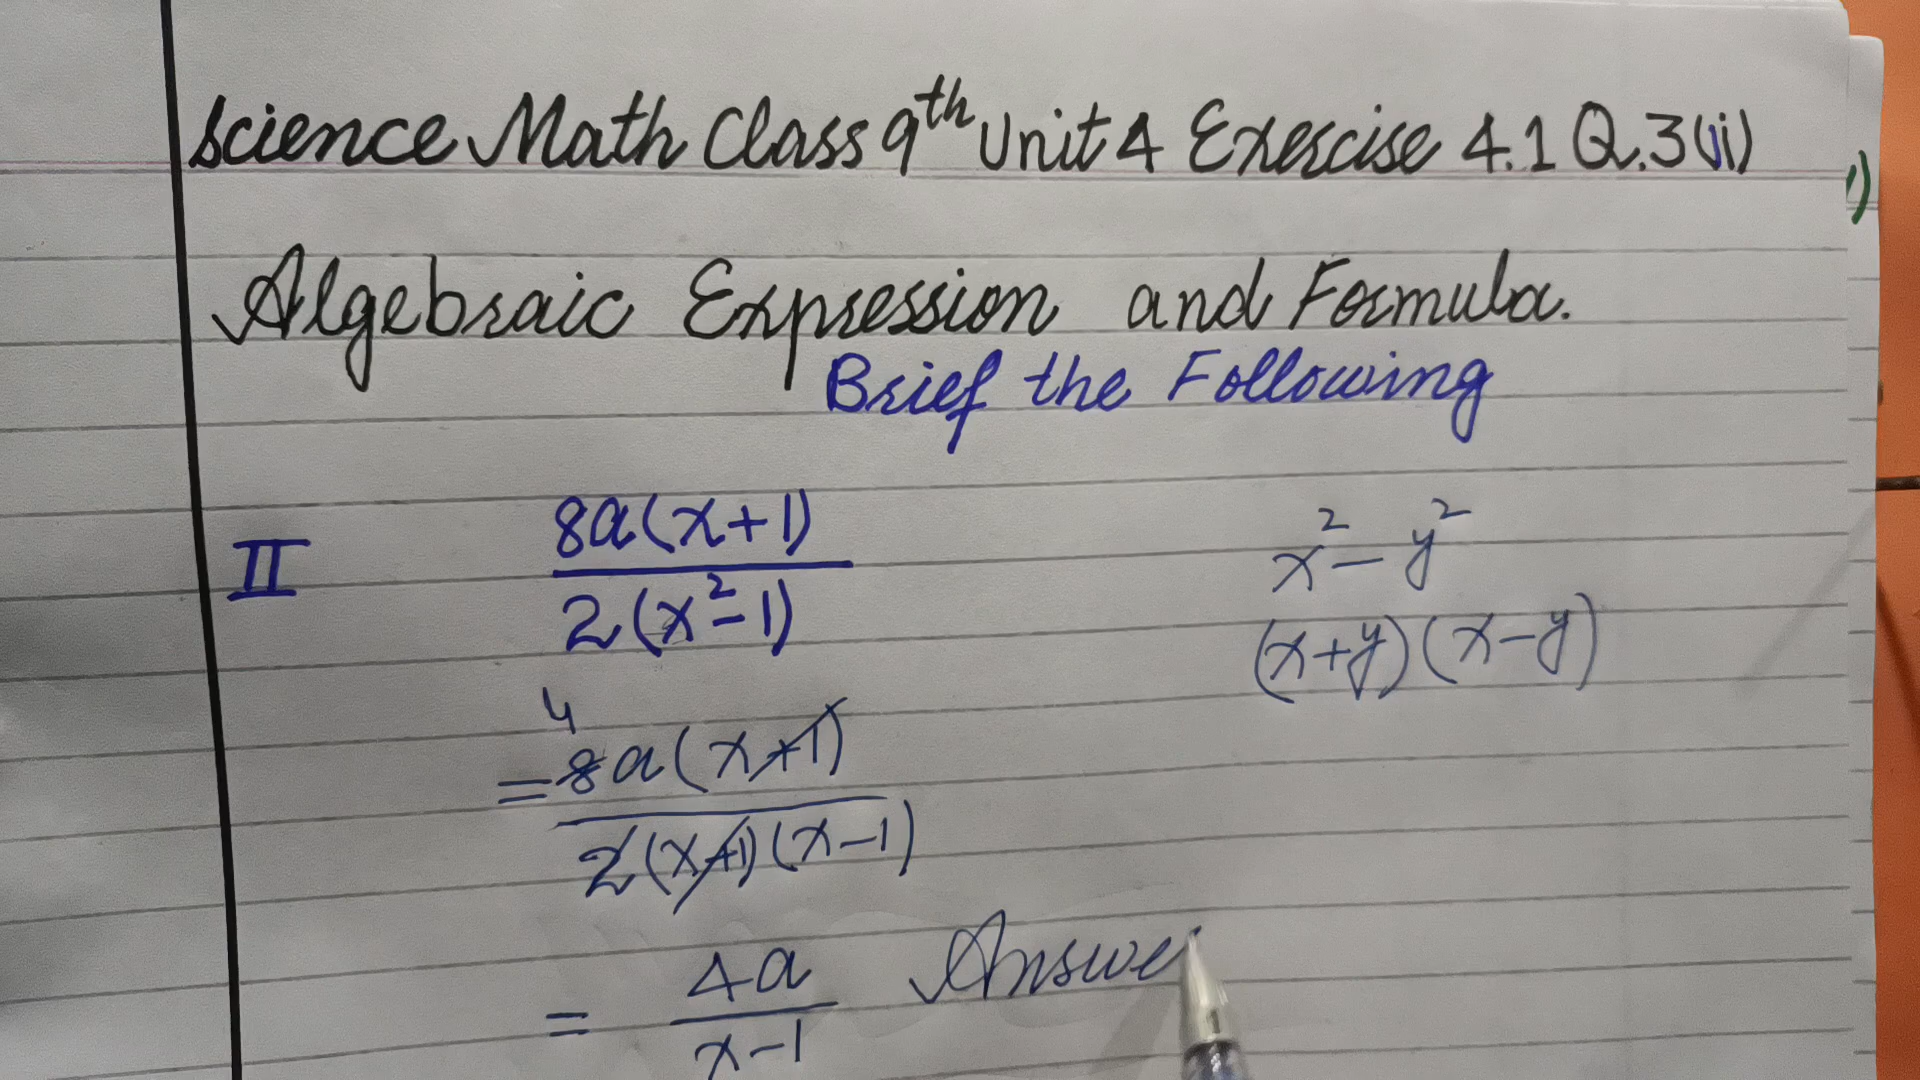 Science Math Class 9th Unit 4 Exercise 4.1 Q.3(ii)
Algebraic Expression and Formula.
Brief the Following
II
8a(x+1)
2(x²-1)
x² - y²
(x+y)(x-y)
4
= 8a(x+1)
2(x+1)(x-1)
= 4a
x-1
Answe
)